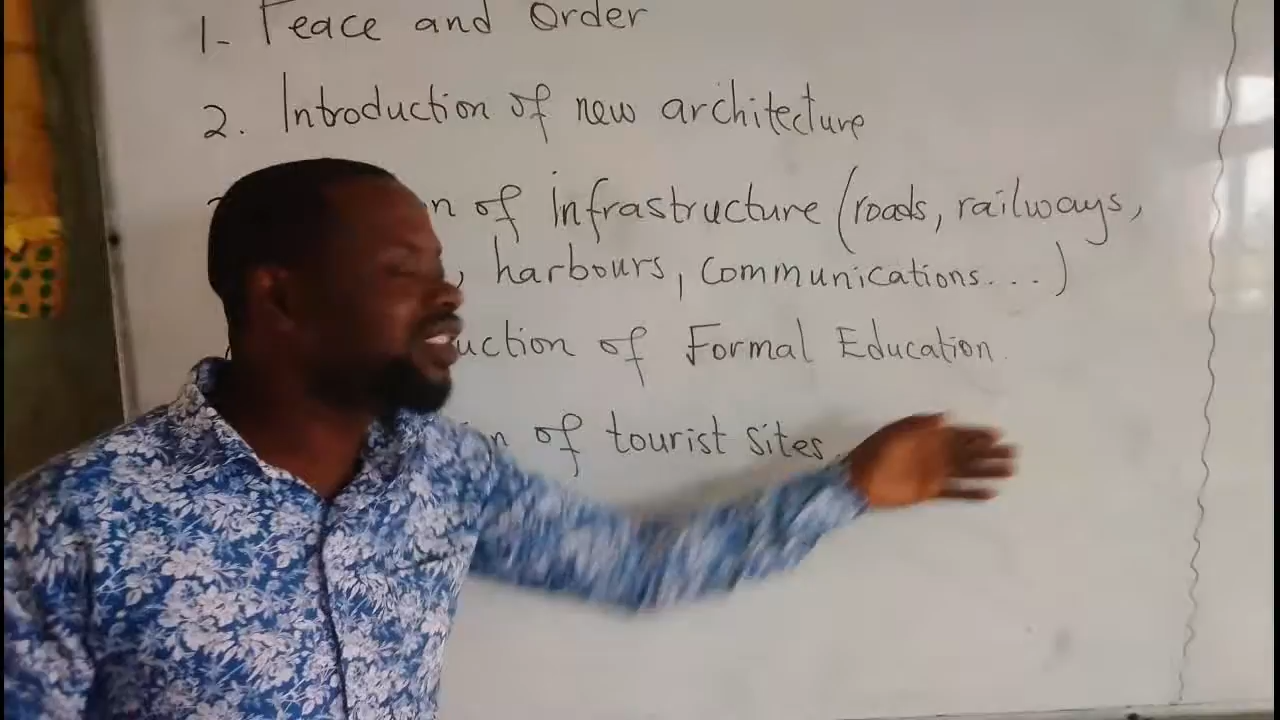 1- Peace and Order
2. Introduction of new architecture
of infrastructure (roads, railways,
, harbours, communications...)
of Formal Education
of tourist sites